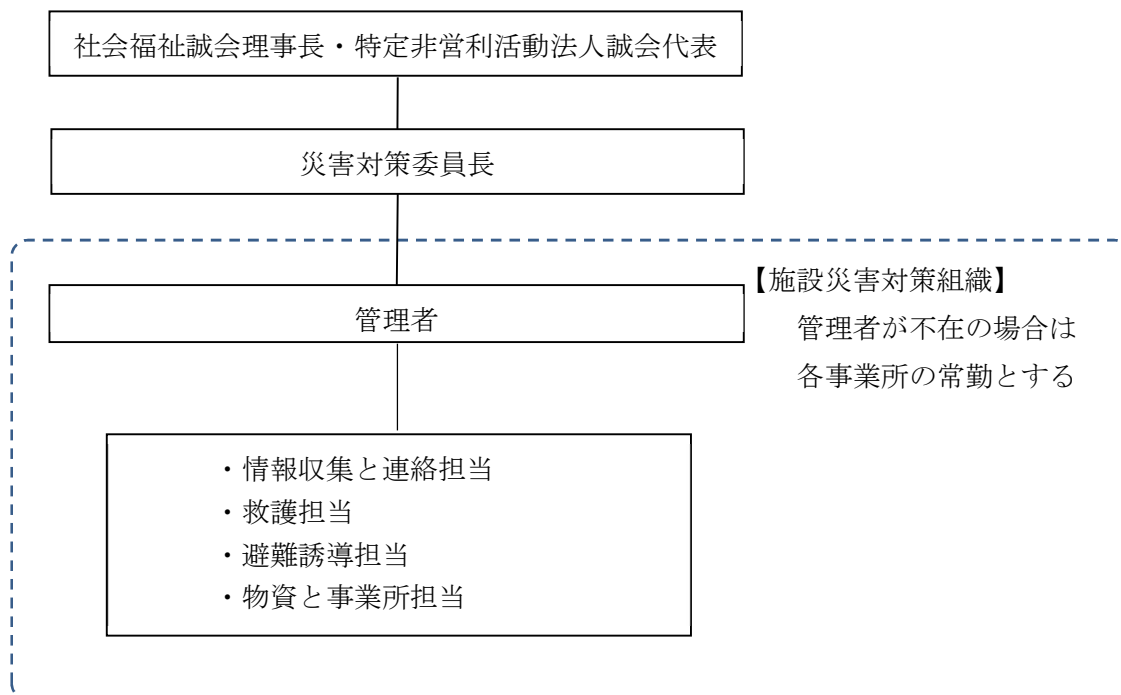 社会福祉誠会理事長・特定非営利活動法人誠会代表
災害対策委員長
【施設災害対策組織】
管理者
管理者が不在の場合は
各事業所の常勤とする
・情報収集と連絡担当
・救護担当
・避難誘導担当
・物資と事業所担当